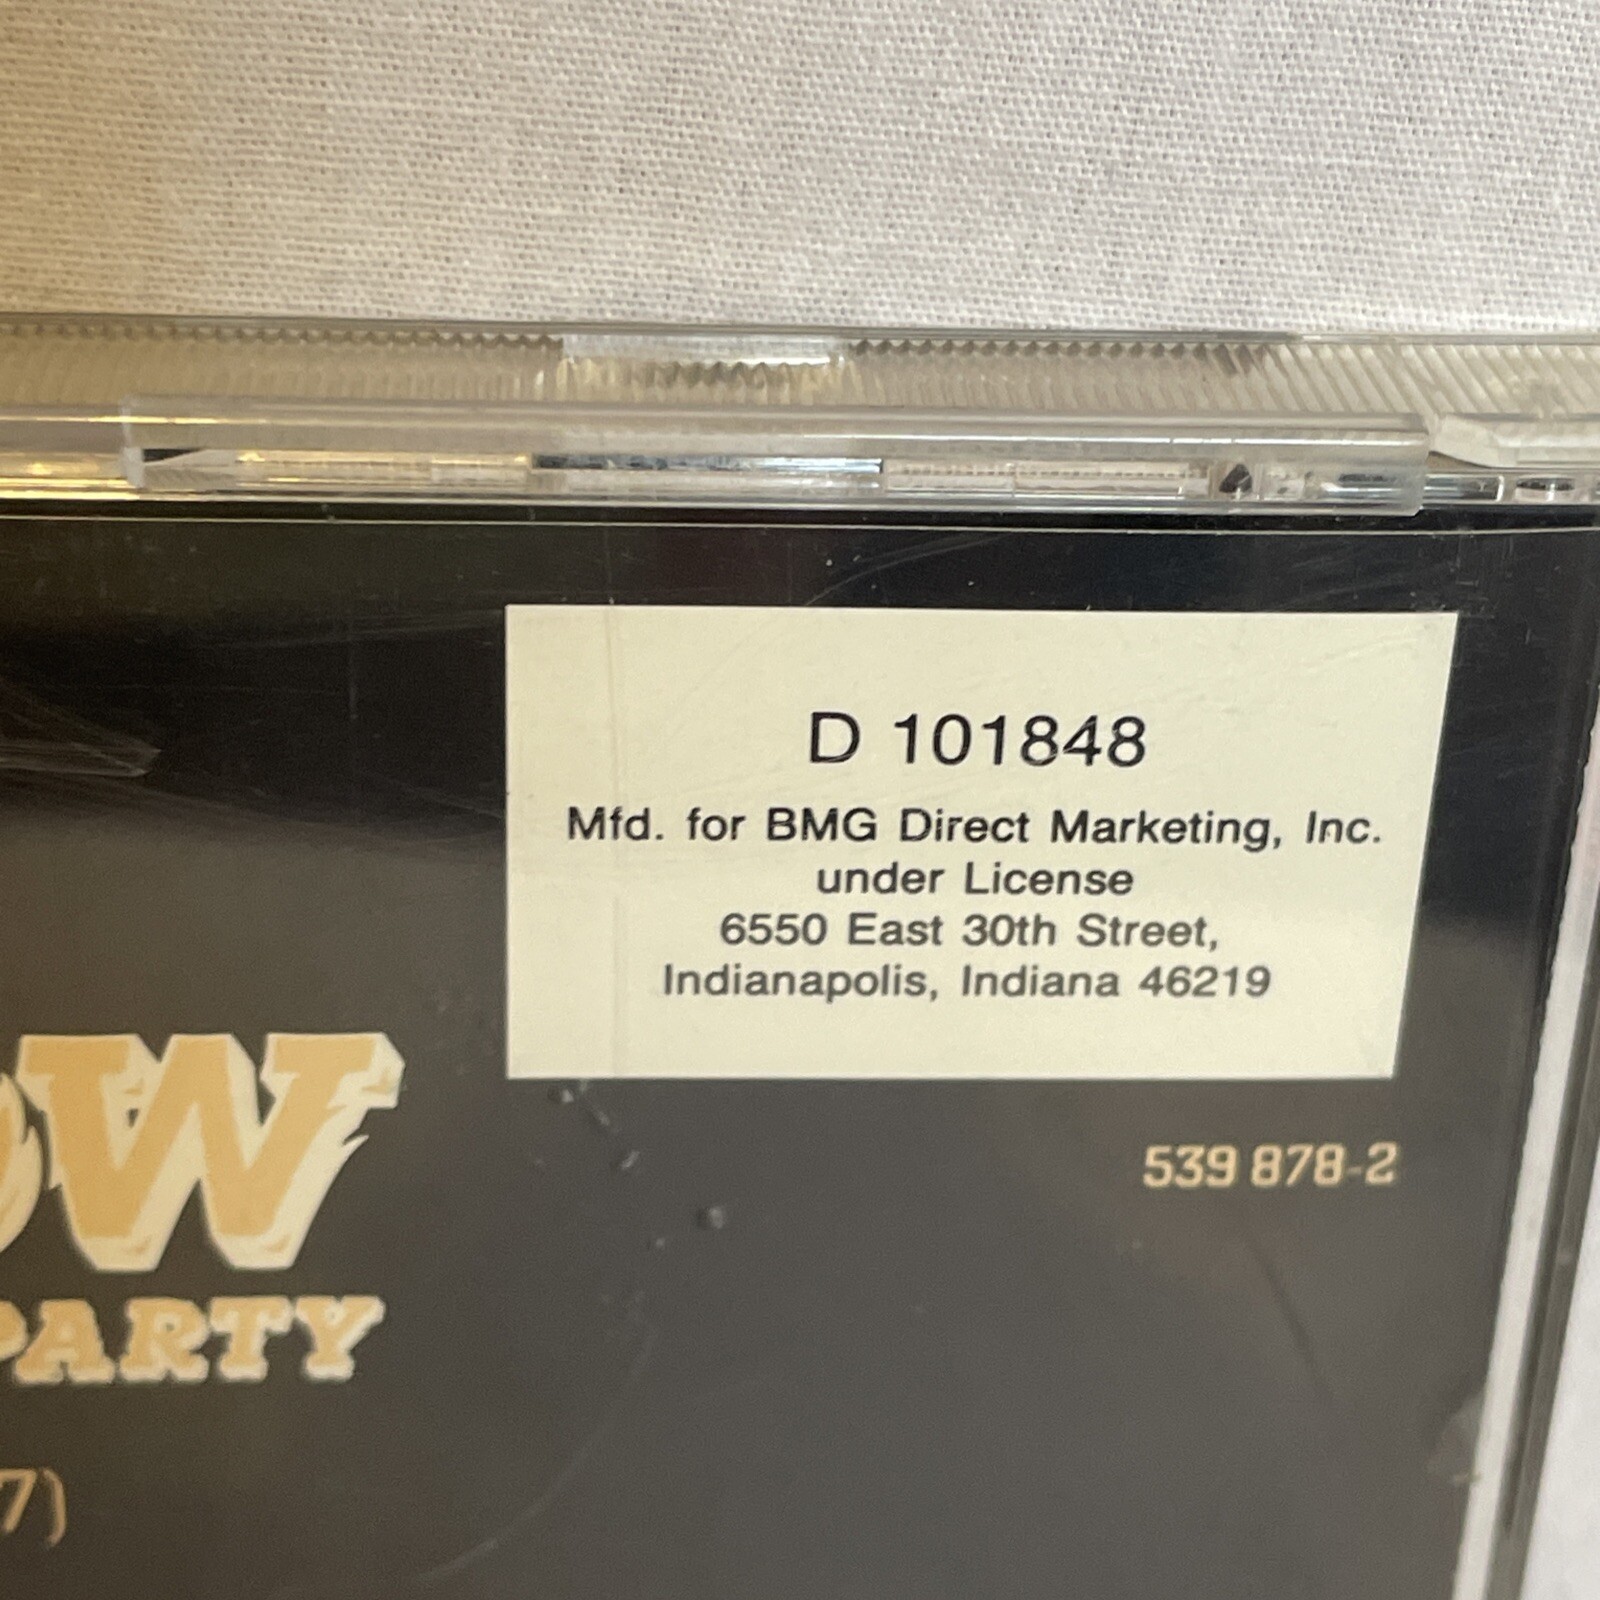 D 101848
Mfd. for BMG Direct Marketing, Inc.
under License
6550 East 30th Street,
Indianapolis, Indiana 46219
539 878-2
OW
PARTY
7)